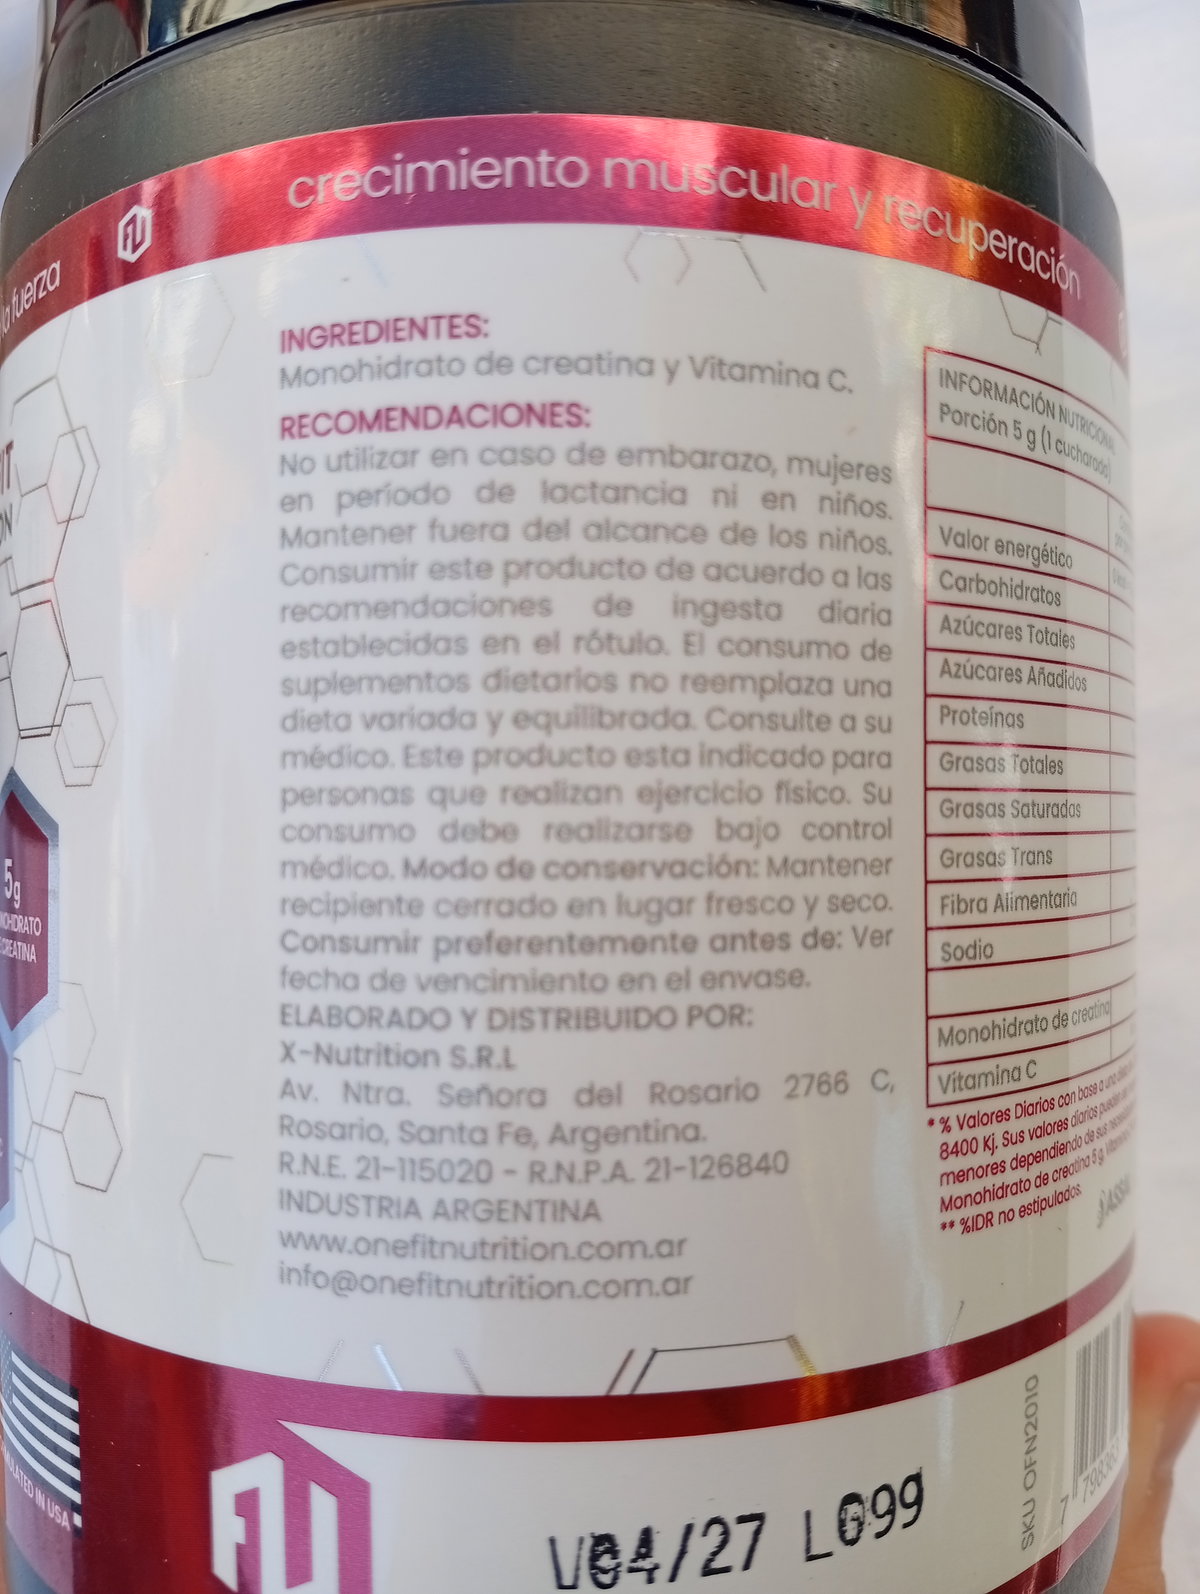 crecimiento muscular y recuperación
la fuerza
INGREDIENTES:
Monohidrato de creatina y Vitamina C.
RECOMENDACIONES:
No utilizar en caso de embarazo, mujeres
en período de lactancia ni en niños.
Mantener fuera del alcance de los niños.
Consumir este producto de acuerdo a las
recomendaciones de ingesta diaria
establecidas en el rótulo. El consumo de
suplementos dietarios no reemplaza una
dieta variada y equilibrada. Consulte a su
médico. Este producto esta indicado para
personas que realizan ejercicio físico. Su
consumo debe realizarse bajo control
médico. Modo de conservación: Mantener
recipiente cerrado en lugar fresco y seco.
Consumir preferentemente antes de: Ver
fecha de vencimiento en el envase.
ELABORADO Y DISTRIBUIDO POR:
X-Nutrition S.R.L
Av. Ntra. Señora del Rosario 2766 C,
Rosario, Santa Fe, Argentina.
R.N.E. 21-115020 - R.N.P.A. 21-126840
INDUSTRIA ARGENTINA
www.onefitnutrition.com.ar
info@onefitnutrition.com.ar
INFORMACIÓN NUTRICIONAL
Porción 5 g (1 cucharada)
Valor energético
Carbohidratos
Azúcares Totales
Azúcares Añadidos
Proteínas
Grasas Totales
Grasas Saturadas
Grasas Trans
Fibra Alimentaria
Sodio
Monohidrato de creatina
Vitamina C
* % Valores Diarios con base a una
8400 Kj. Sus valores diarios pueden
menores dependiendo de sus
Monohidrato de creatina 5 g,
** %IDR no estipulados.
5g
CREATINA
IN USA
V04/27 L099
SKU OFN2010
7 798363